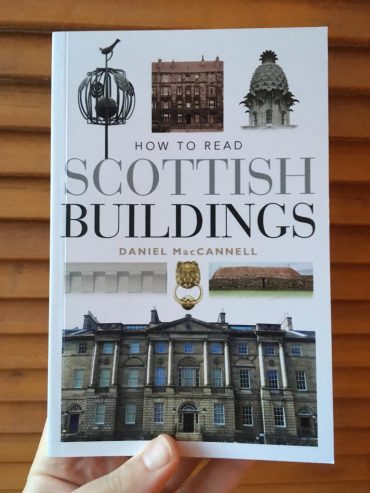 HOW TO READ
SCOTTISH
BUILDINGS
DANIEL MacCANNELL